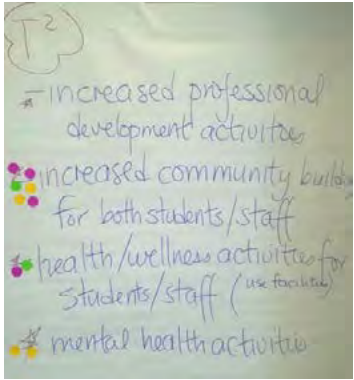 T²
- increased professional
development activities
increased community building
for both students/staff
health/wellness activities for
students/staff (use facilities)
* mental health activities